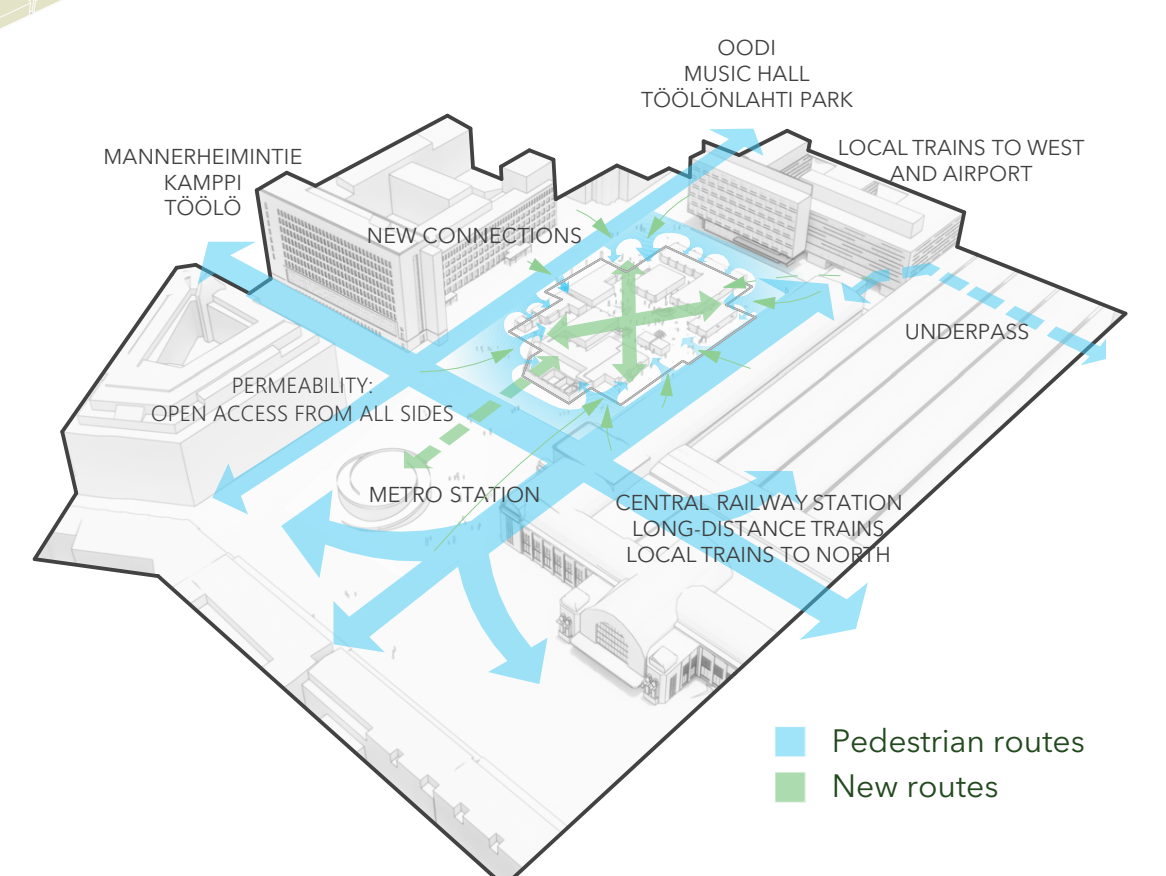 OODI
MUSIC HALL
TÖÖLÖNLAHTI PARK
LOCAL TRAINS TO WEST
AND AIRPORT
MANNERHEIMINTIE
KAMPPI
TÖÖLÖ
NEW CONNECTIONS
UNDERPASS
PERMEABILITY:
OPEN ACCESS FROM ALL SIDES
METRO STATION
CENTRAL RAILWAY STATION
LONG-DISTANCE TRAINS
LOCAL TRAINS TO NORTH
Pedestrian routes
New routes